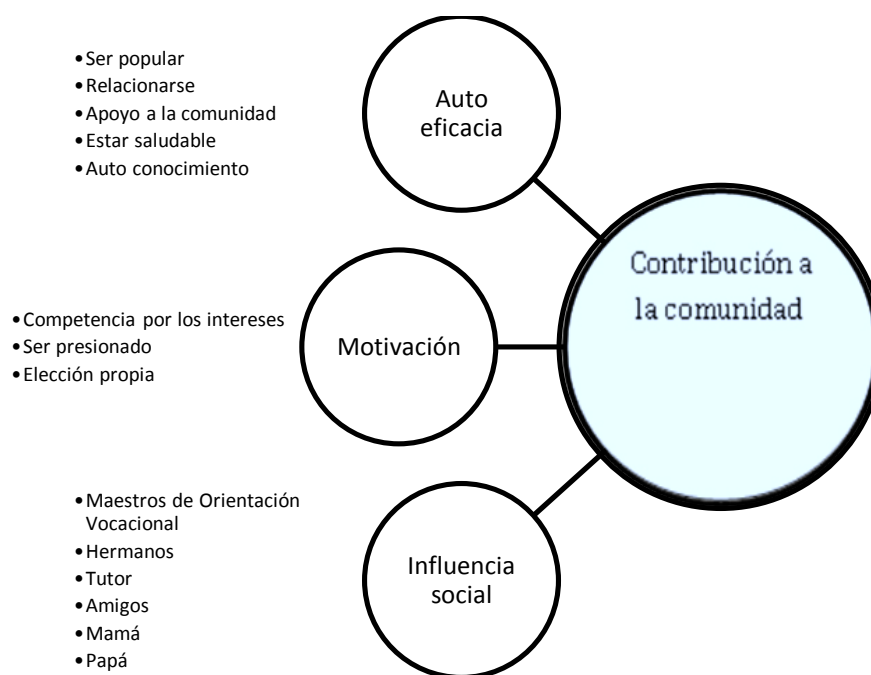 •Ser popular
•Relacionarse
•Apoyo a la comunidad
•Estar saludable
•Auto conocimiento
Auto
eficacia
Contribución a
la comunidad
•Competencia por los intereses
•Ser presionado
•Elección propia
Motivación
•Maestros de Orientación
Vocacional
•Hermanos
•Tutor
•Amigos
•Mamá
•Papá
Influencia
social